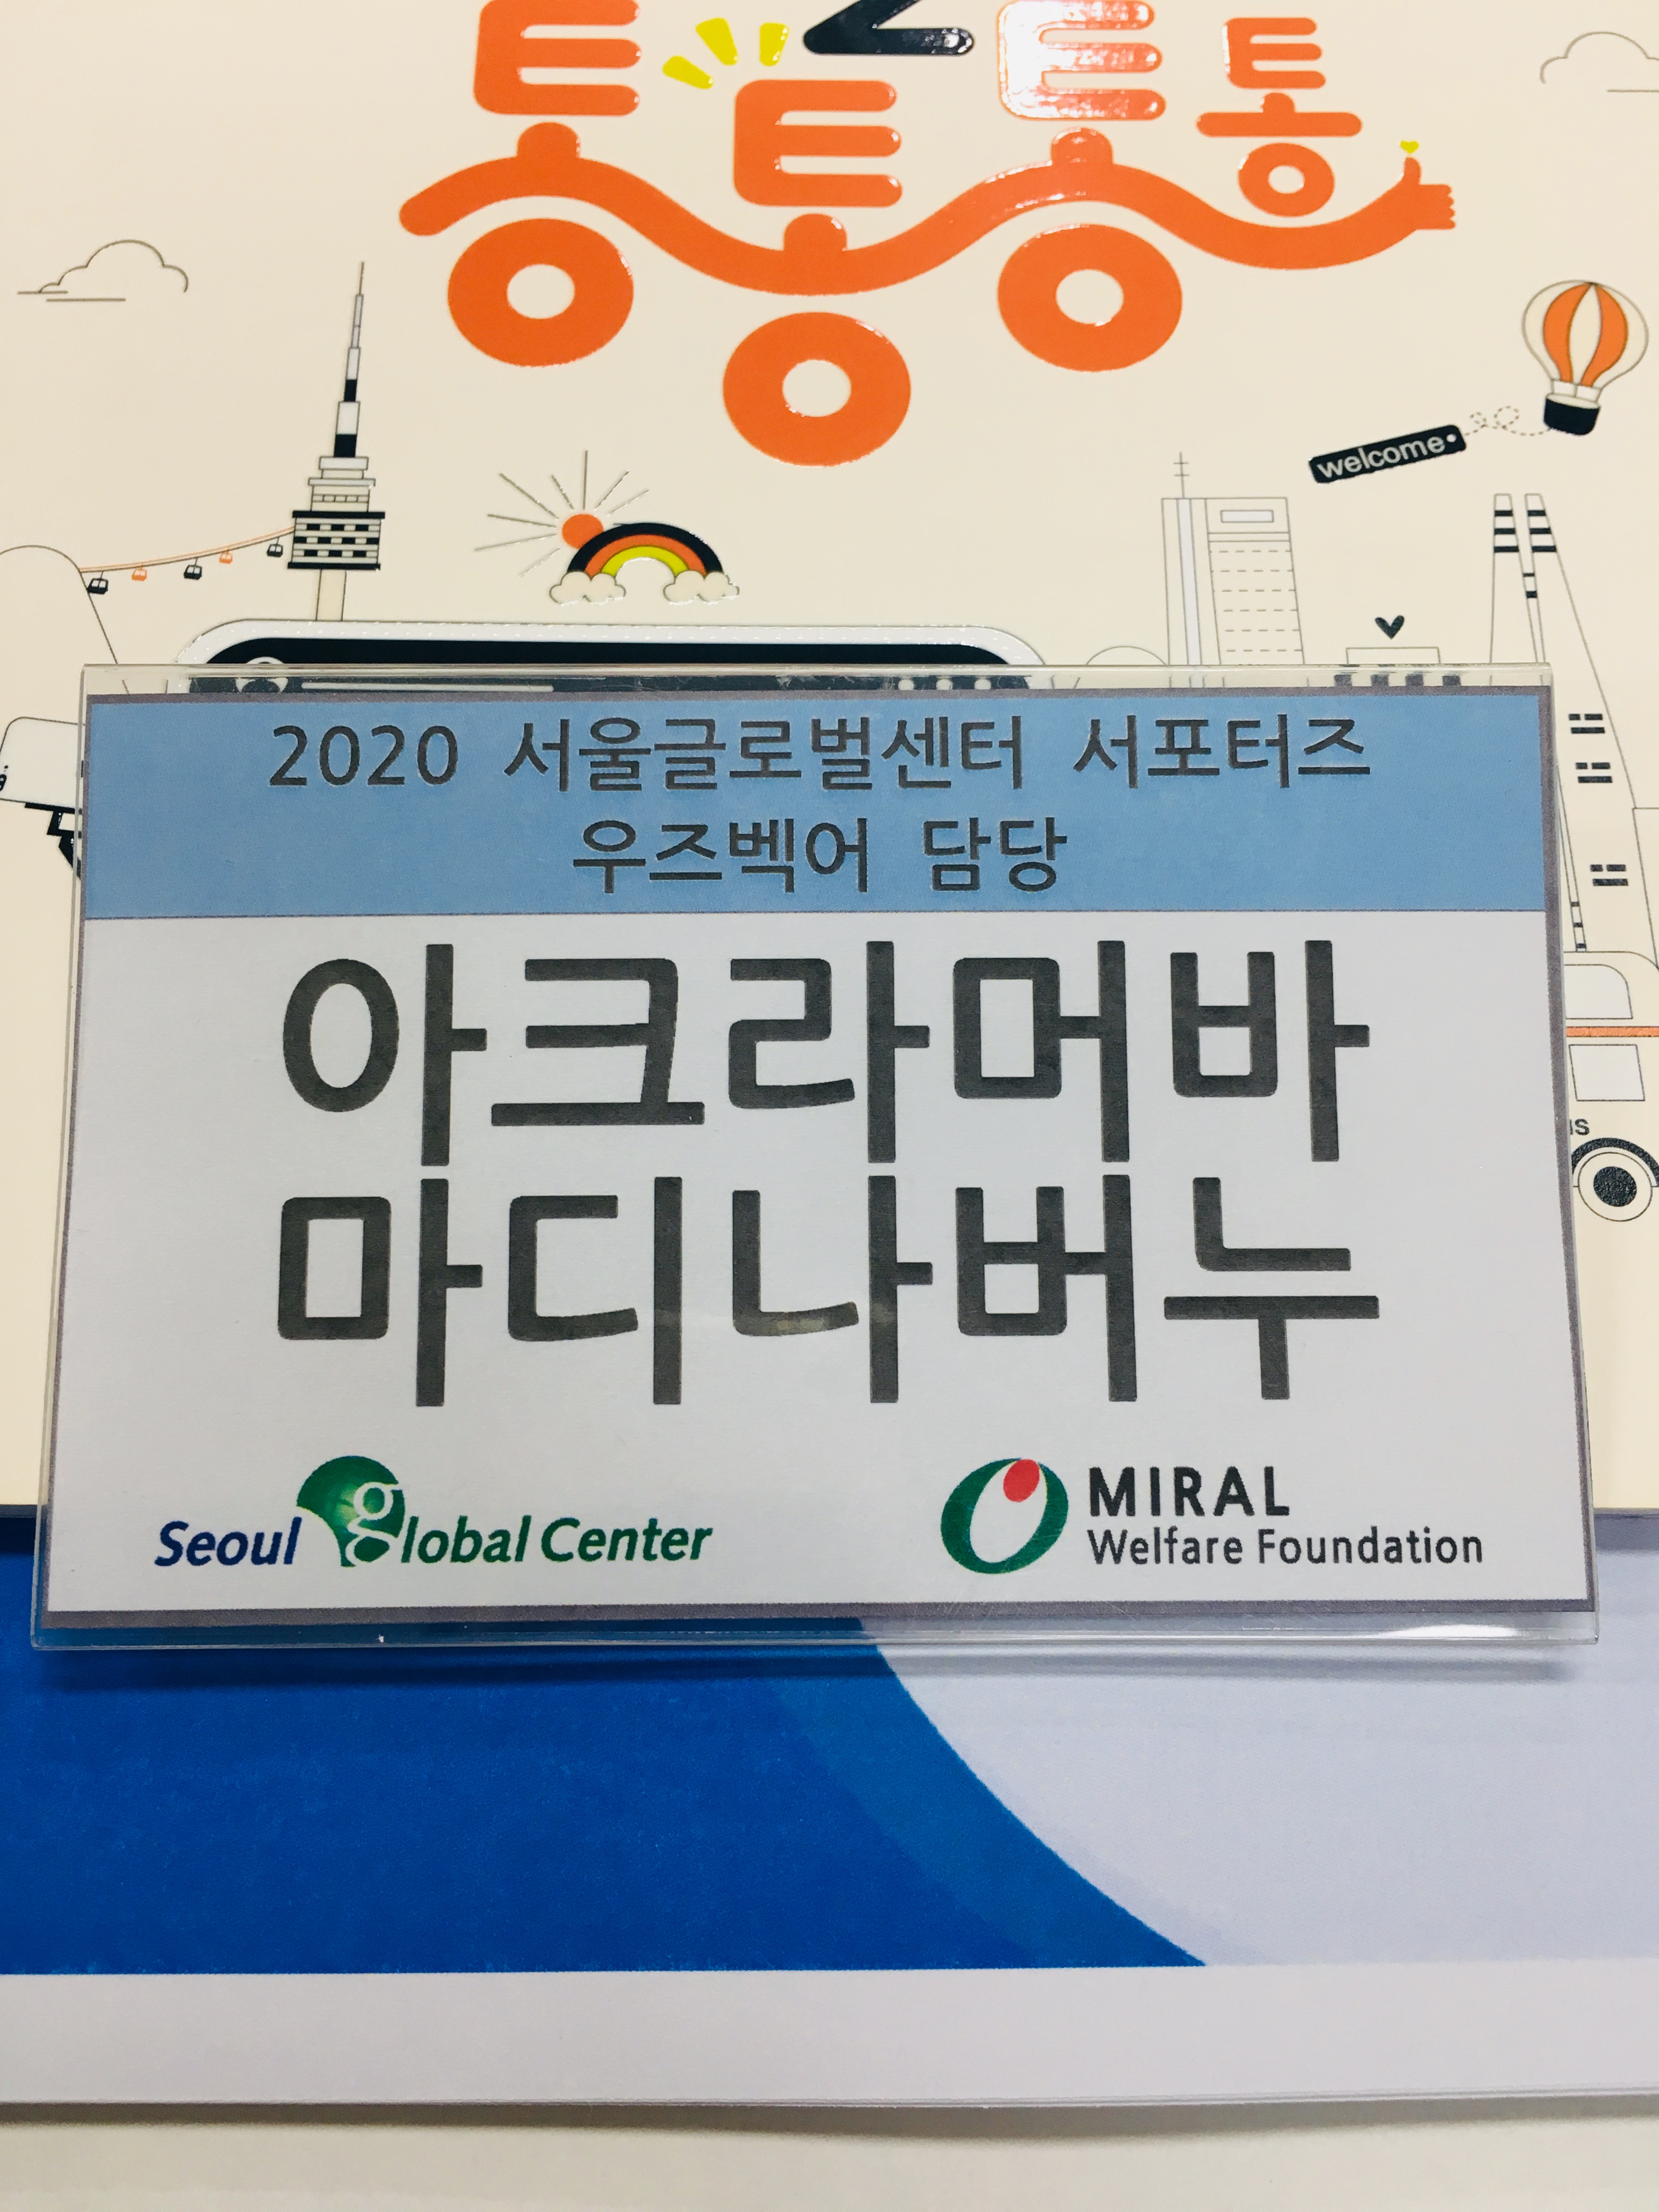 통통통통
welcome
2020 서울글로벌센터 서포터즈
우즈벡어 담당
아크라머바
마디나버누
Seoul global Center
MIRAL
Welfare Foundation